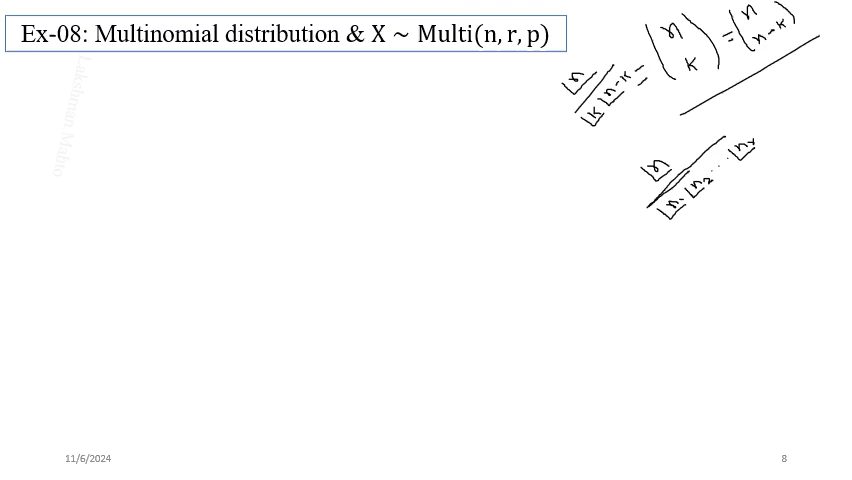 Ex-08: Multinomial distribution & X ~ Multi(n, r, p)
Lakshman Mahto
|n / |k |n-k = (n k) = (n n-k)
|n / |n₁ |n₂ ... |nᵣ
11/6/2024
8